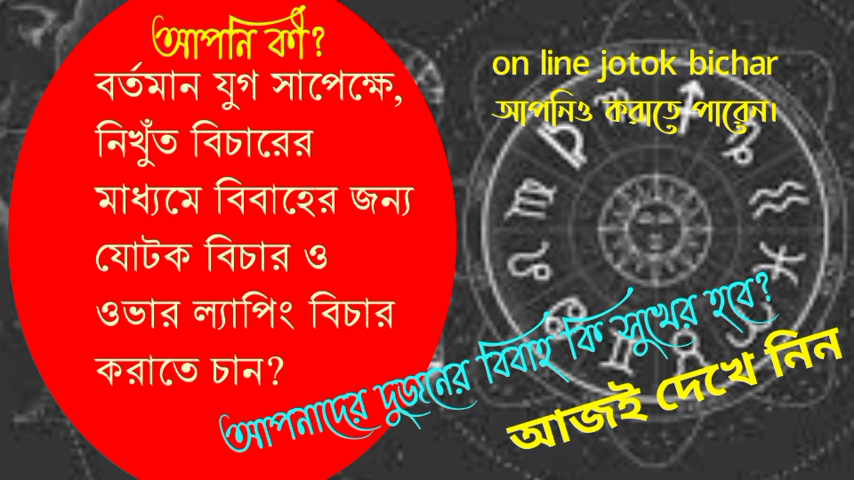 আপনি কী?
বর্তমান যুগ সাপেক্ষে,
নিখুঁত বিচারের
মাধ্যমে বিবাহের জন্য
যোটক বিচার ও
ওভার ল্যাপিং বিচার
করাতে চান?
on line jotok bichar
আপনিও করাতে পারেন।
আপনাদের দুজনের বিবাহ কি সুখের হবে?
আজই দেখে নিন